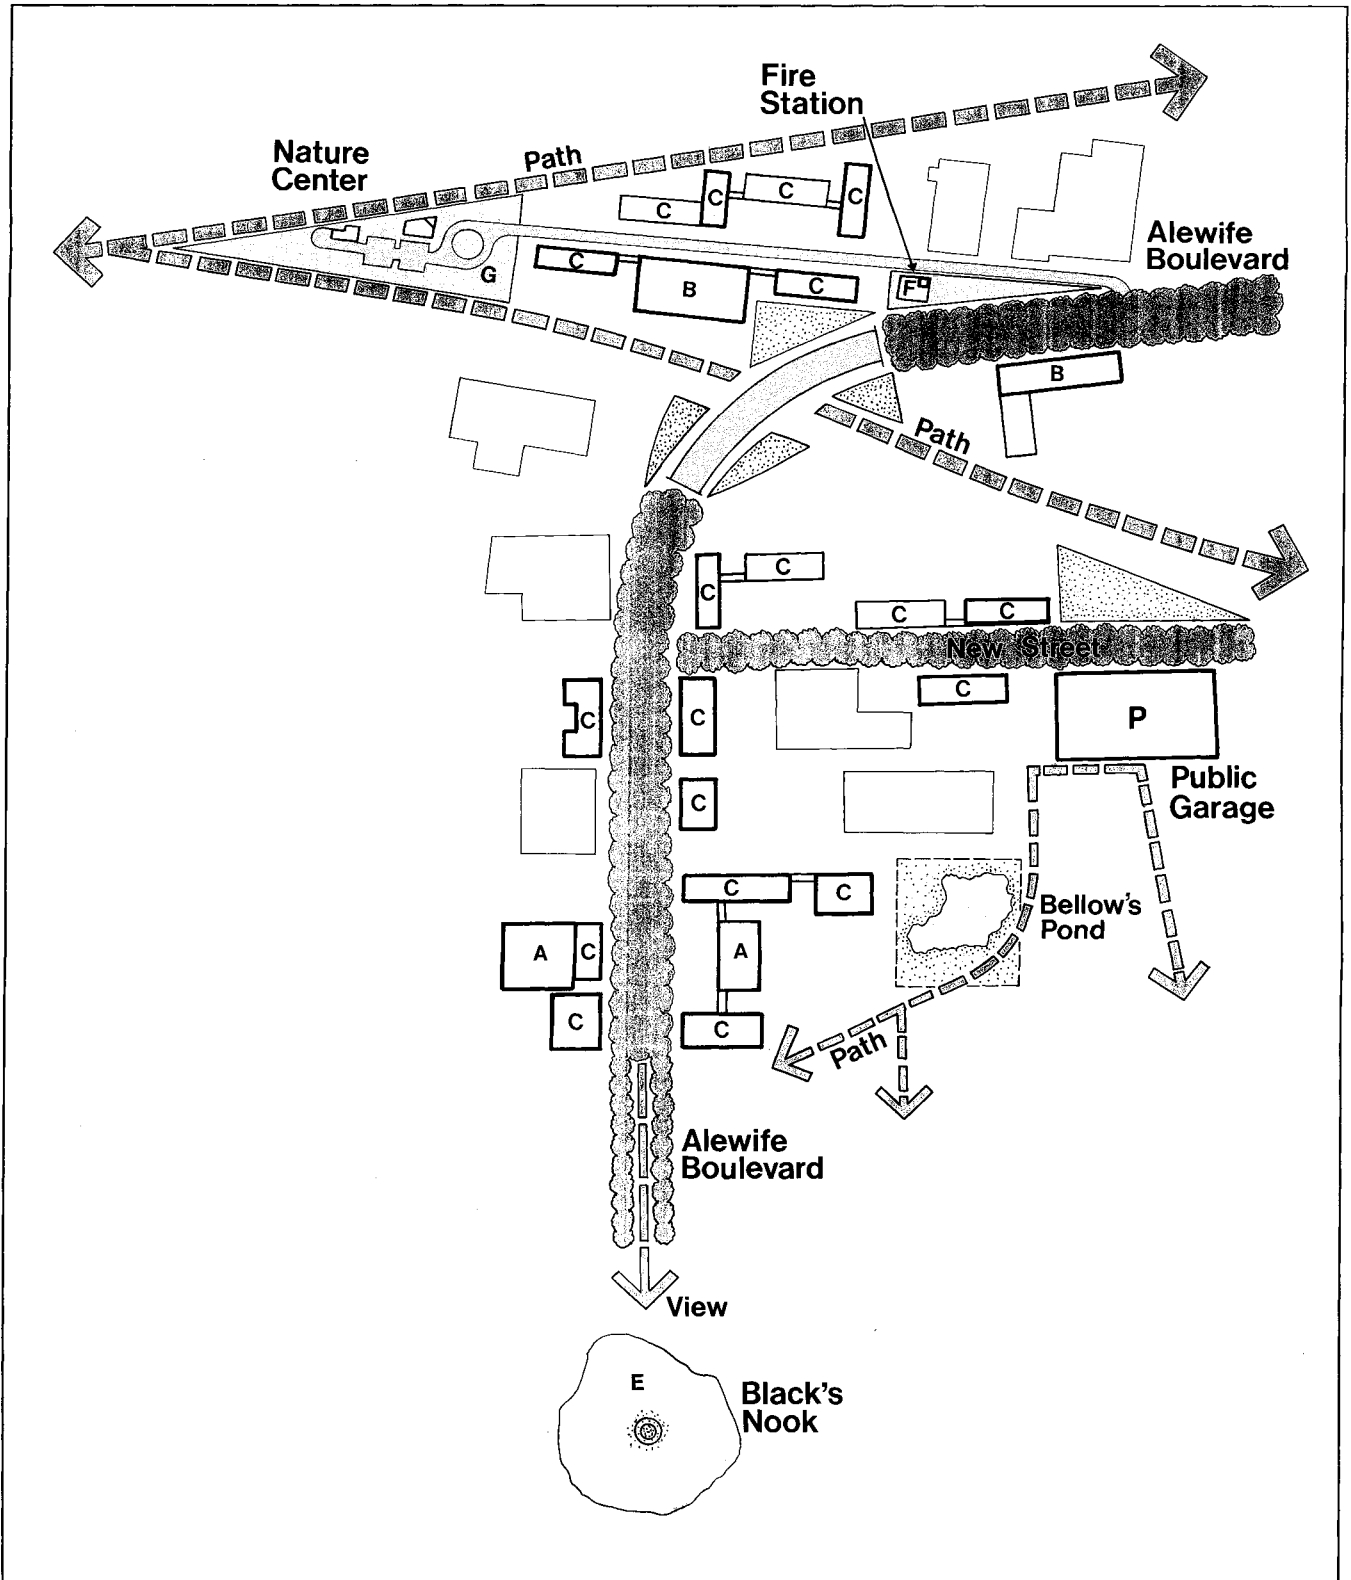 Fire
Station
Nature
Center
Path
C
C
C
C
Alewife
Boulevard
C
B
C
F
G
B
Path
C
C
C
C
New Street
C
C
C
P
Public
Garage
C
C
C
Bellow's
Pond
A
C
A
C
C
Path
Alewife
Boulevard
View
E
Black's
Nook